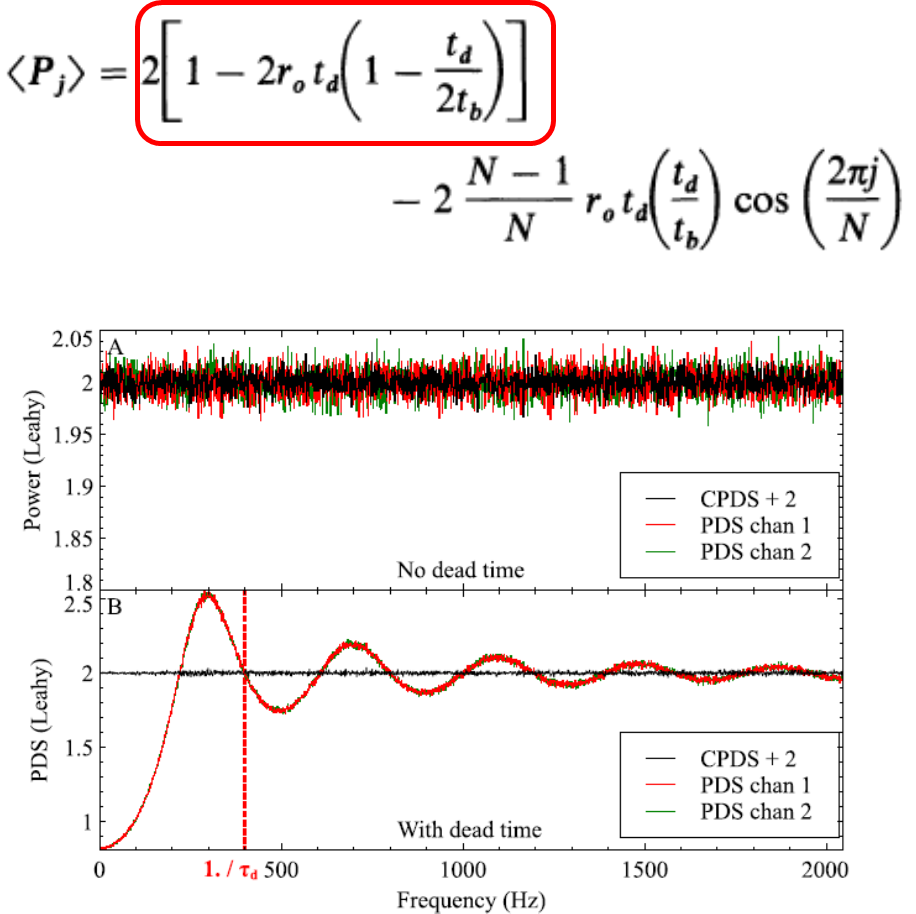 ⟨P_j⟩ = 2[1 − 2r_o t_d(1 − t_d/2t_b)]
− 2 (N − 1)/N r_o t_d(t_d/t_b) cos (2πj/N)
2.05
A
2
1.95
1.9
1.85
1.8
Power (Leahy)
CPDS + 2
PDS chan 1
PDS chan 2
No dead time
2.5
B
2
1.5
1
PDS (Leahy)
CPDS + 2
PDS chan 1
PDS chan 2
With dead time
0 1. / τ_d 500 1000 1500 2000
Frequency (Hz)